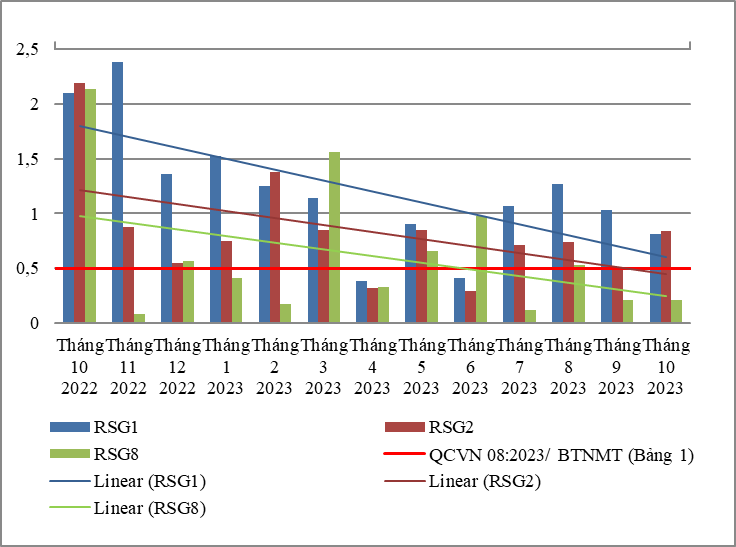 2,5
2
1,5
1
0,5
0
Tháng 10 2022
Tháng 11 2022
Tháng 12 2022
Tháng 1 2023
Tháng 2 2023
Tháng 3 2023
Tháng 4 2023
Tháng 5 2023
Tháng 6 2023
Tháng 7 2023
Tháng 8 2023
Tháng 9 2023
Tháng 10 2023
RSG1
RSG2
RSG8
QCVN 08:2023/ BTNMT (Bảng 1)
Linear (RSG1)
Linear (RSG2)
Linear (RSG8)